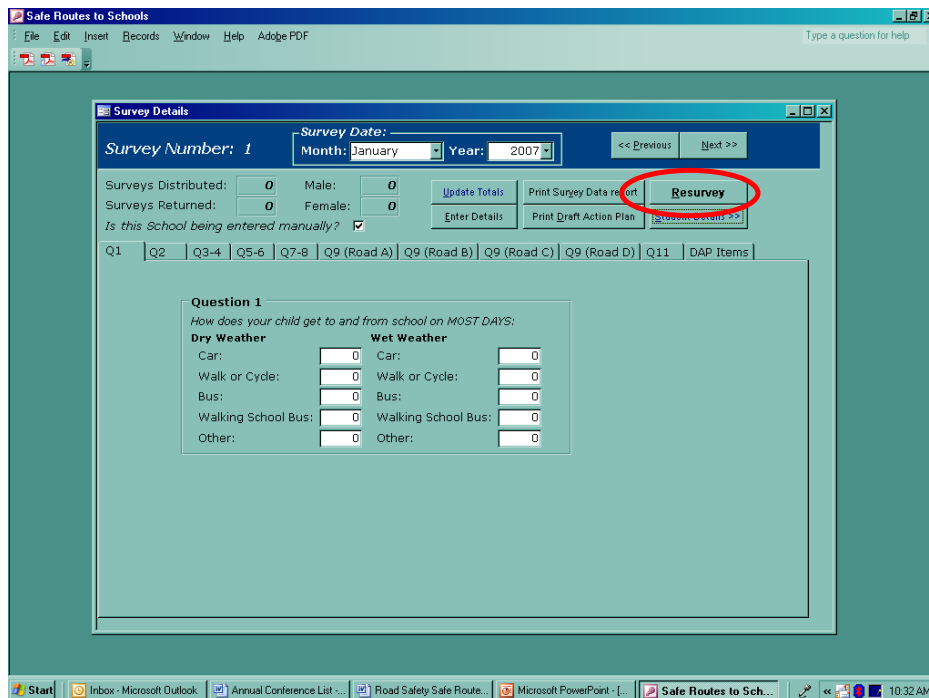 Safe Routes to Schools
File Edit Insert Records Window Help Adobe PDF Type a question for help
Survey Details
Survey Number: 1
Survey Date:
Month: January Year: 2007
<< Previous Next >>
Surveys Distributed: 0 Male: 0
Surveys Returned: 0 Female: 0
Is this School being entered manually?
Update Totals Print Survey Data report Resurvey
Enter Details Print Draft Action Plan Student Details >>
Q1 Q2 Q3-4 Q5-6 Q7-8 Q9 (Road A) Q9 (Road B) Q9 (Road C) Q9 (Road D) Q11 DAP Items
Question 1
How does your child get to and from school on MOST DAYS:
Dry Weather Wet Weather
Car: 0 Car: 0
Walk or Cycle: 0 Walk or Cycle: 0
Bus: 0 Bus: 0
Walking School Bus: 0 Walking School Bus: 0
Other: 0 Other: 0
Start Inbox - Microsoft Outlook Annual Conference List -... Road Safety Safe Route... Microsoft PowerPoint - [... Safe Routes to Sch... « 10:32 AM